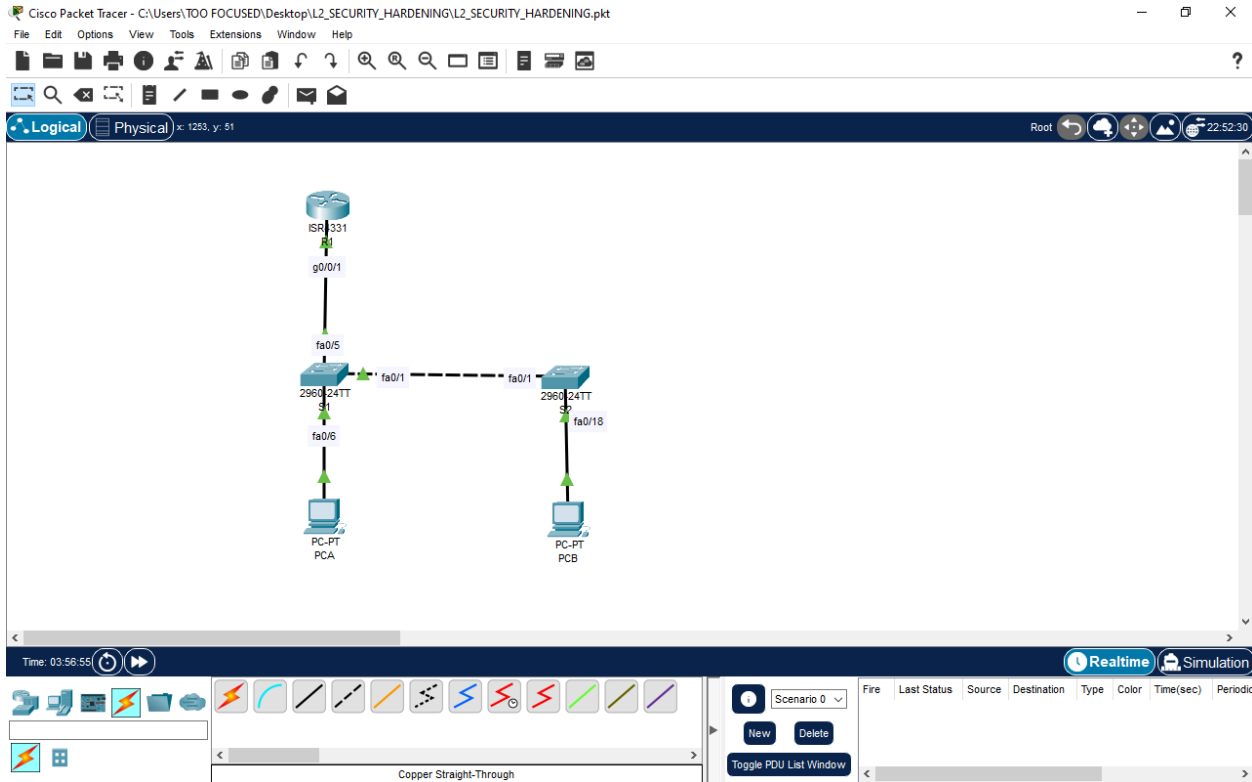 Cisco Packet Tracer - C:\Users\TOO FOCUSED\Desktop\L2_SECURITY_HARDENING\L2_SECURITY_HARDENING.pkt
File Edit Options View Tools Extensions Window Help
?
Logical Physical x: 1253, y: 51 Root 22:52:30
ISR4331
R1
g0/0/1
fa0/5
fa0/1 fa0/1
2960-24TT 2960-24TT
S1 S2
fa0/18
fa0/6
PC-PT PC-PT
PCA PCB
Time: 03:56:55 Realtime Simulation
Scenario 0 Fire Last Status Source Destination Type Color Time(sec) Periodic
New Delete
Toggle PDU List Window
Copper Straight-Through